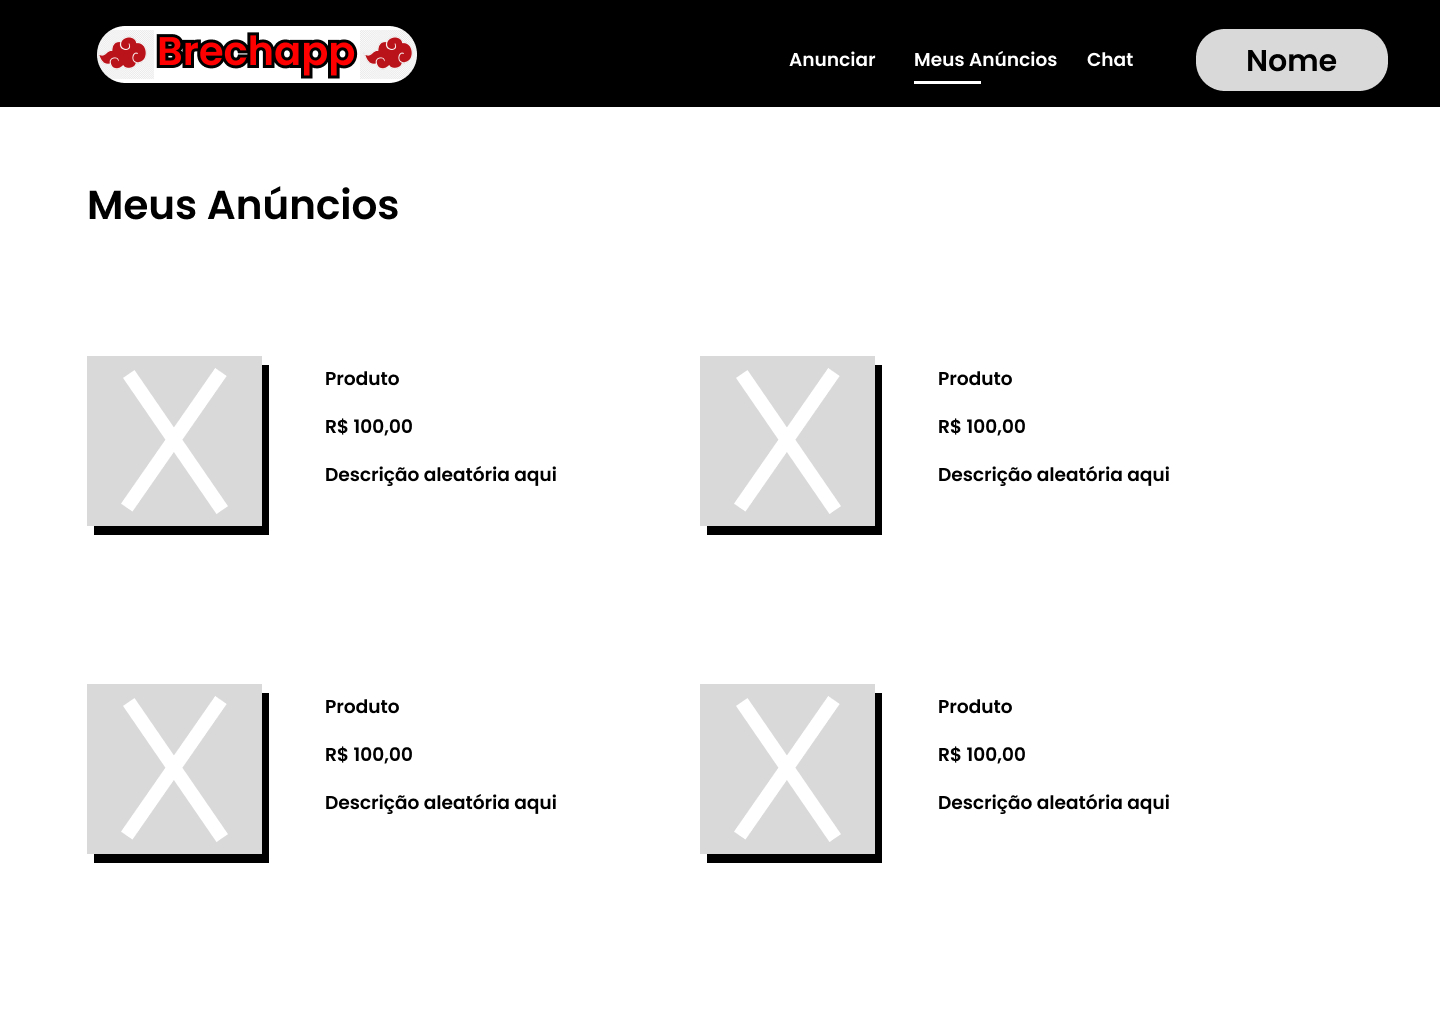 Brechapp
Anunciar
Meus Anúncios
Chat
Nome
Meus Anúncios
Produto
R$ 100,00
Descrição aleatória aqui
Produto
R$ 100,00
Descrição aleatória aqui
Produto
R$ 100,00
Descrição aleatória aqui
Produto
R$ 100,00
Descrição aleatória aqui